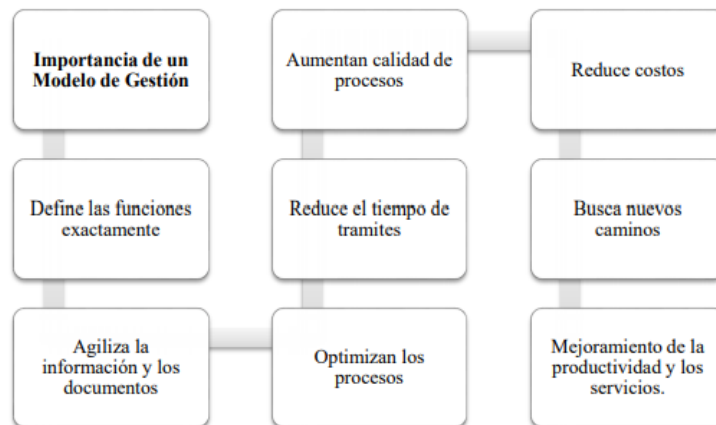 Importancia de un
Modelo de Gestión
Define las funciones
exactamente
Agiliza la
información y los
documentos
Optimizan los
procesos
Reduce el tiempo de
tramites
Aumentan calidad de
procesos
Reduce costos
Busca nuevos
caminos
Mejoramiento de la
productividad y los
servicios.